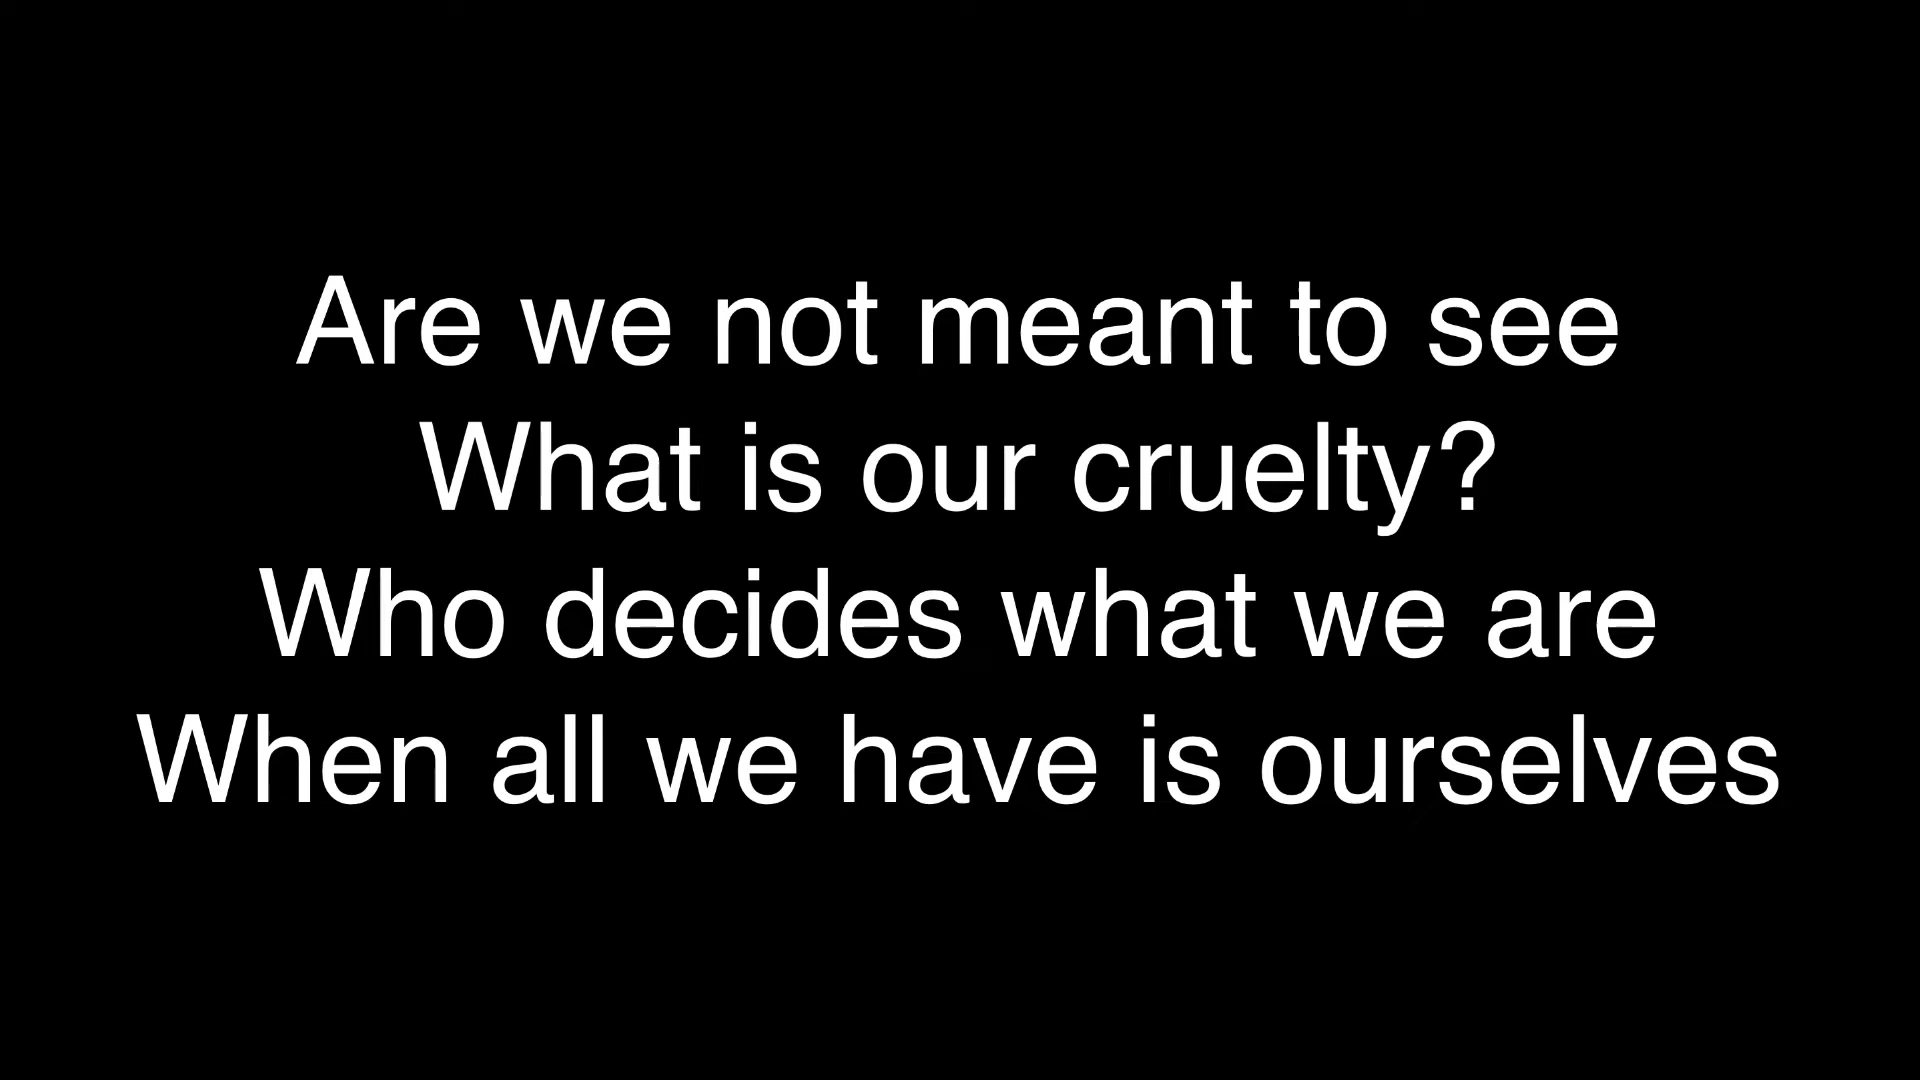 Are we not meant to see
What is our cruelty?
Who decides what we are
When all we have is ourselves